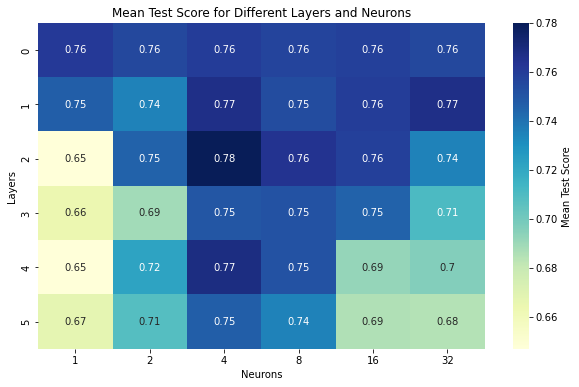 Mean Test Score for Different Layers and Neurons
0 0.76 0.76 0.76 0.76 0.76 0.76
1 0.75 0.74 0.77 0.75 0.76 0.77
2 0.65 0.75 0.78 0.76 0.76 0.74
3 0.66 0.69 0.75 0.75 0.75 0.71
4 0.65 0.72 0.77 0.75 0.69 0.7
5 0.67 0.71 0.75 0.74 0.69 0.68
1 2 4 8 16 32
Neurons
Layers
0.78
0.76
0.74
0.72
0.70
0.68
0.66
Mean Test Score